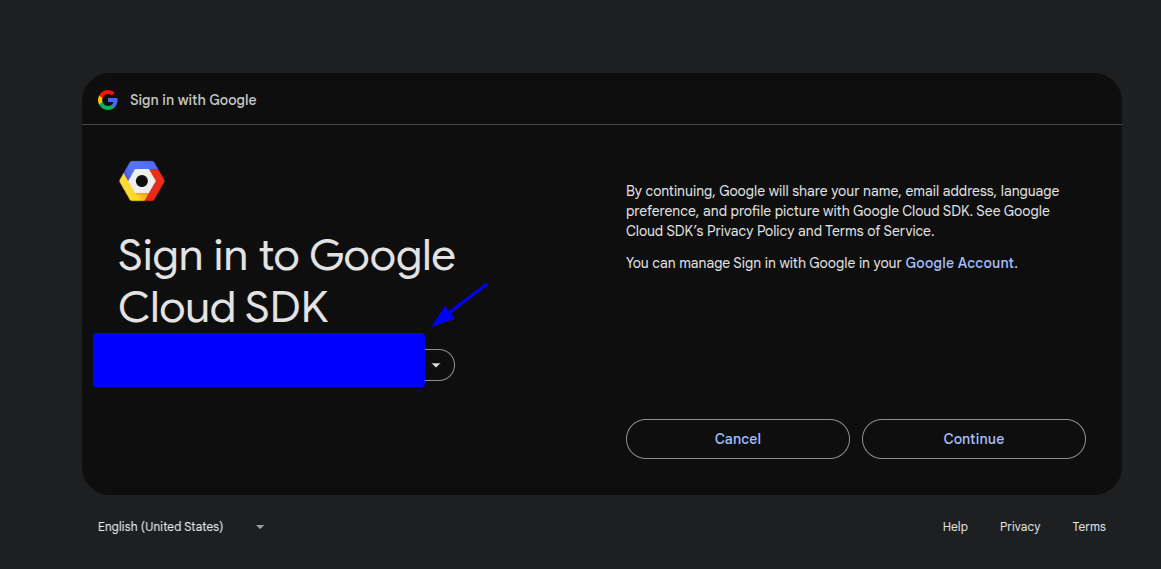 Sign in with Google
Sign in to Google
Cloud SDK
By continuing, Google will share your name, email address, language
preference, and profile picture with Google Cloud SDK. See Google
Cloud SDK’s Privacy Policy and Terms of Service.
You can manage Sign in with Google in your Google Account.
Cancel
Continue
English (United States)
Help
Privacy
Terms